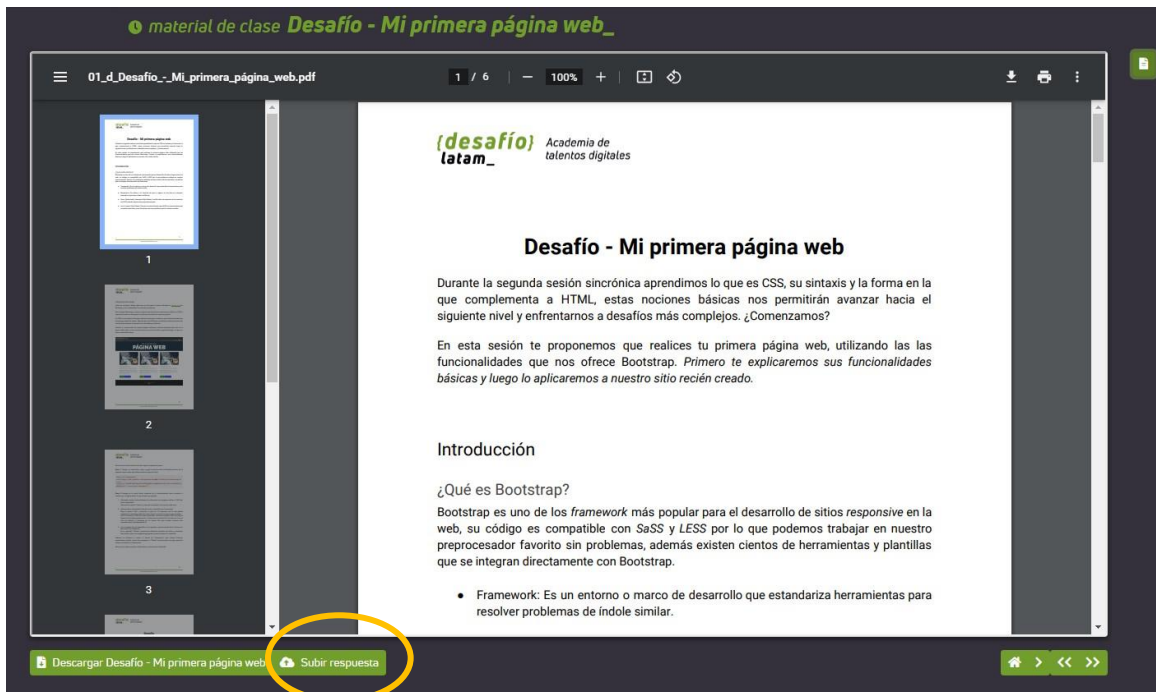 material de clase Desafío - Mi primera página web_
01_d_Desafío_-_Mi_primera_página_web.pdf
1 / 6
100%
1
2
3
{desafío}
latam_
Academia de
talentos digitales
Desafío - Mi primera página web
Durante la segunda sesión sincrónica aprendimos lo que es CSS, su sintaxis y la forma en la
que complementa a HTML, estas nociones básicas nos permitirán avanzar hacia el
siguiente nivel y enfrentarnos a desafíos más complejos. ¿Comenzamos?
En esta sesión te proponemos que realices tu primera página web, utilizando las las
funcionalidades que nos ofrece Bootstrap. Primero te explicaremos sus funcionalidades
básicas y luego lo aplicaremos a nuestro sitio recién creado.
Introducción
¿Qué es Bootstrap?
Bootstrap es uno de los framework más popular para el desarrollo de sitios responsive en la
web, su código es compatible con SaSS y LESS por lo que podemos trabajar en nuestro
preprocesador favorito sin problemas, además existen cientos de herramientas y plantillas
que se integran directamente con Bootstrap.
● Framework: Es un entorno o marco de desarrollo que estandariza herramientas para
resolver problemas de índole similar.
Descargar Desafío - Mi primera página web
Subir respuesta